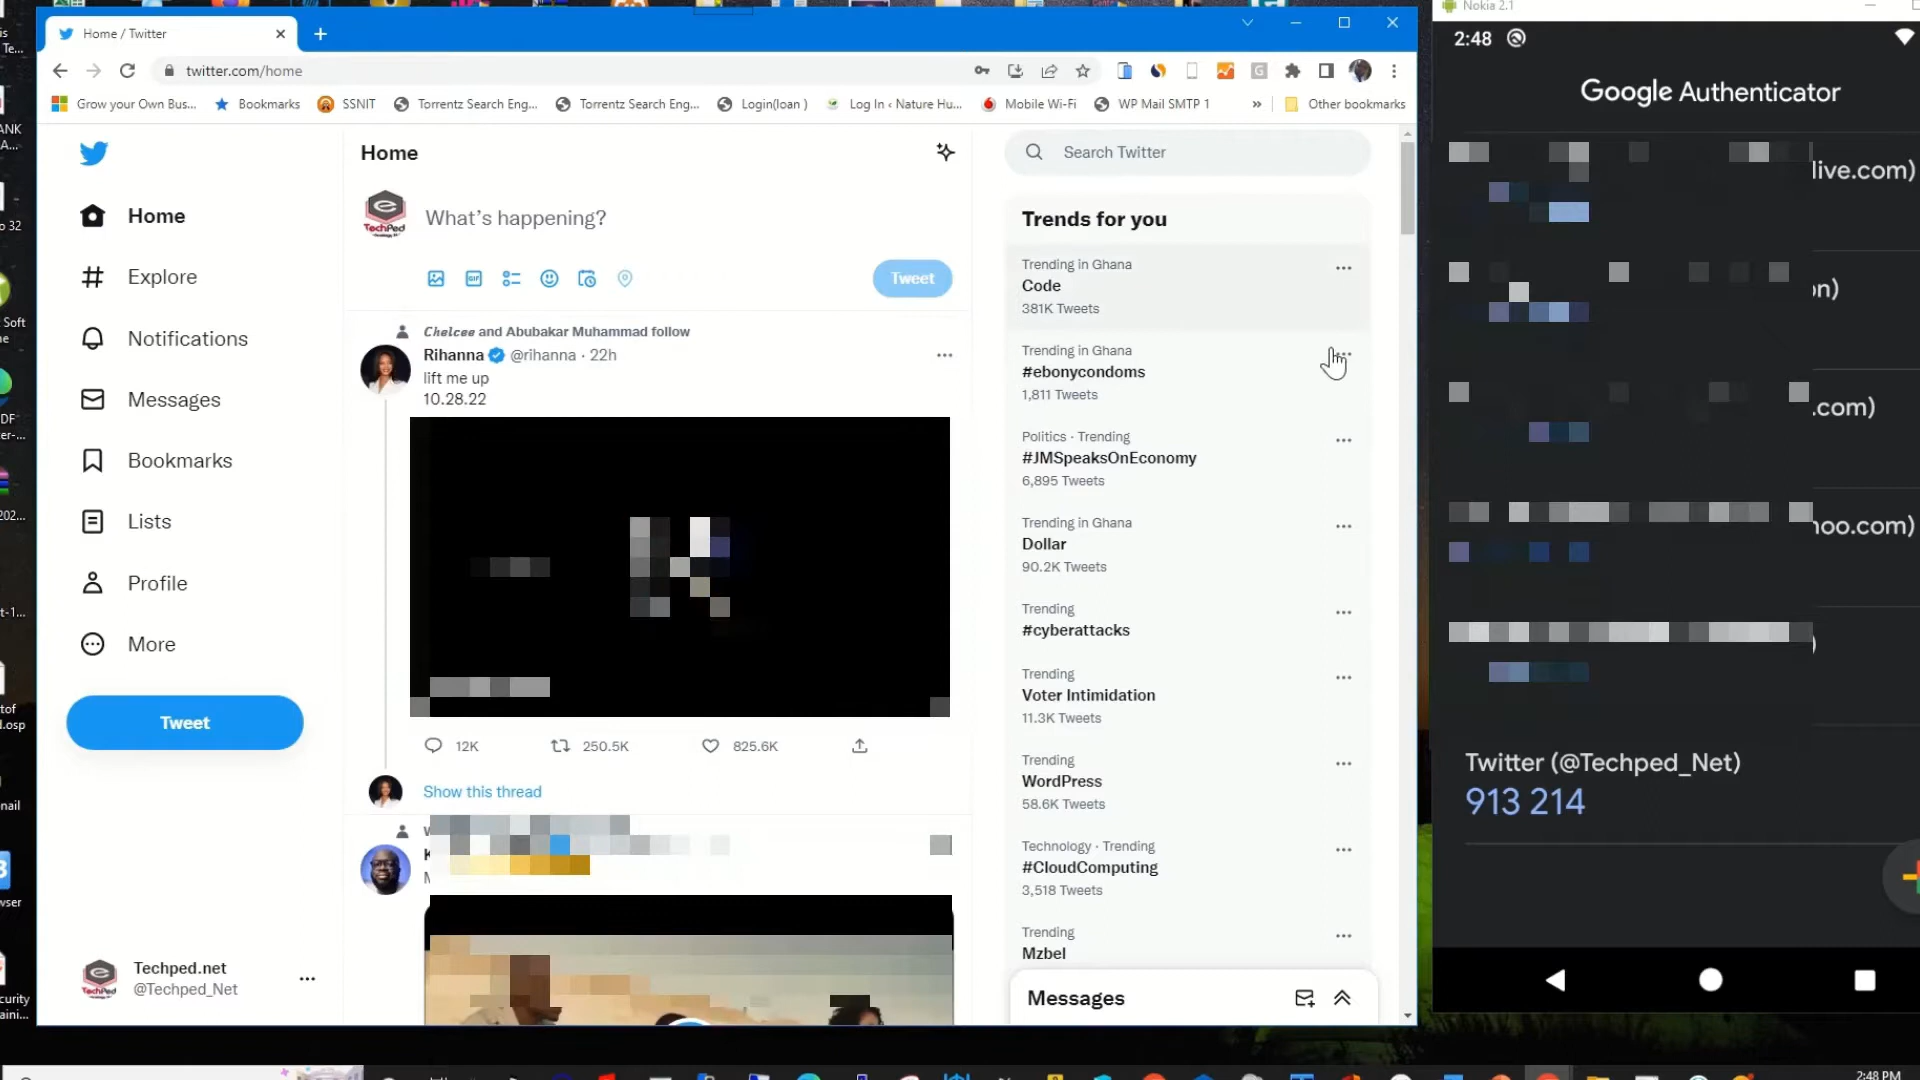 Home / Twitter
twitter.com/home
Grow your Own Bus...
Bookmarks
SSNIT
Torrentz Search Eng...
Torrentz Search Eng...
Login(loan )
Log In ‹ Nature Hu...
Mobile Wi-Fi
WP Mail SMTP 1
»
Other bookmarks
Home
Explore
Notifications
Messages
Bookmarks
Lists
Profile
More
Tweet
Techped.net
@Techped_Net
Home
TechPed
What's happening?
GIF
Tweet
Chelcee and Abubakar Muhammad follow
Rihanna @rihanna · 22h
lift me up
10.28.22
12K
250.5K
825.6K
Show this thread
Search Twitter
Trends for you
Trending in Ghana
Code
381K Tweets
Trending in Ghana
#ebonycondoms
1,811 Tweets
Politics · Trending
#JMSpeaksOnEconomy
6,895 Tweets
Trending in Ghana
Dollar
90.2K Tweets
Trending
#cyberattacks
Trending
Voter Intimidation
11.3K Tweets
Trending
WordPress
58.6K Tweets
Technology · Trending
#CloudComputing
3,518 Tweets
Trending
Mzbel
Messages
Nokia 2.1
2:48
Google Authenticator
live.com)
.com)
hoo.com)
Twitter (@Techped_Net)
913 214
2:48 PM